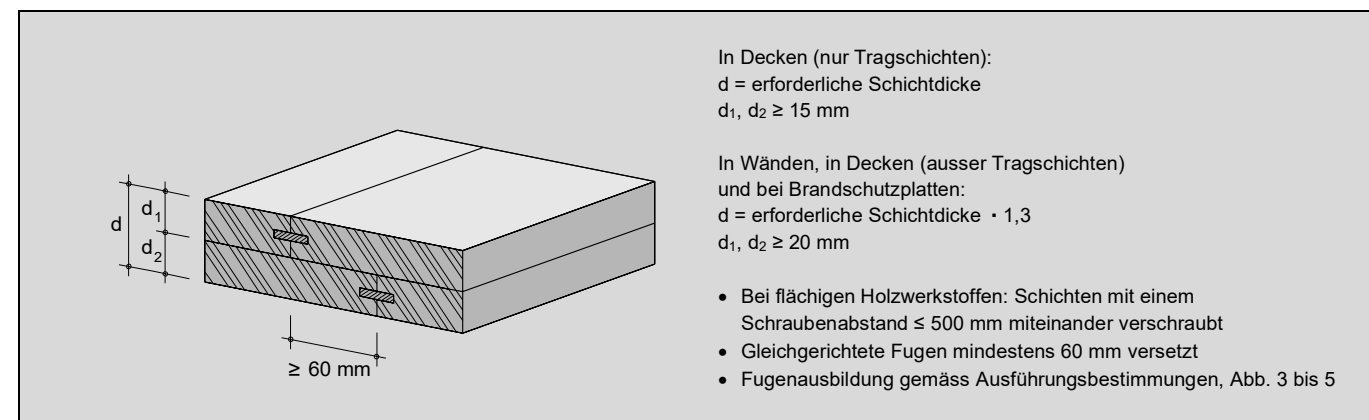 In Decken (nur Tragschichten):
d = erforderliche Schichtdicke
d₁, d₂ ≥ 15 mm
In Wänden, in Decken (ausser Tragschichten)
und bei Brandschutzplatten:
d = erforderliche Schichtdicke · 1,3
d₁, d₂ ≥ 20 mm
• Bei flächigen Holzwerkstoffen: Schichten mit einem
Schraubenabstand ≤ 500 mm miteinander verschraubt
• Gleichgerichtete Fugen mindestens 60 mm versetzt
• Fugenausbildung gemäss Ausführungsbestimmungen, Abb. 3 bis 5
d
d₁
d₂
≥ 60 mm